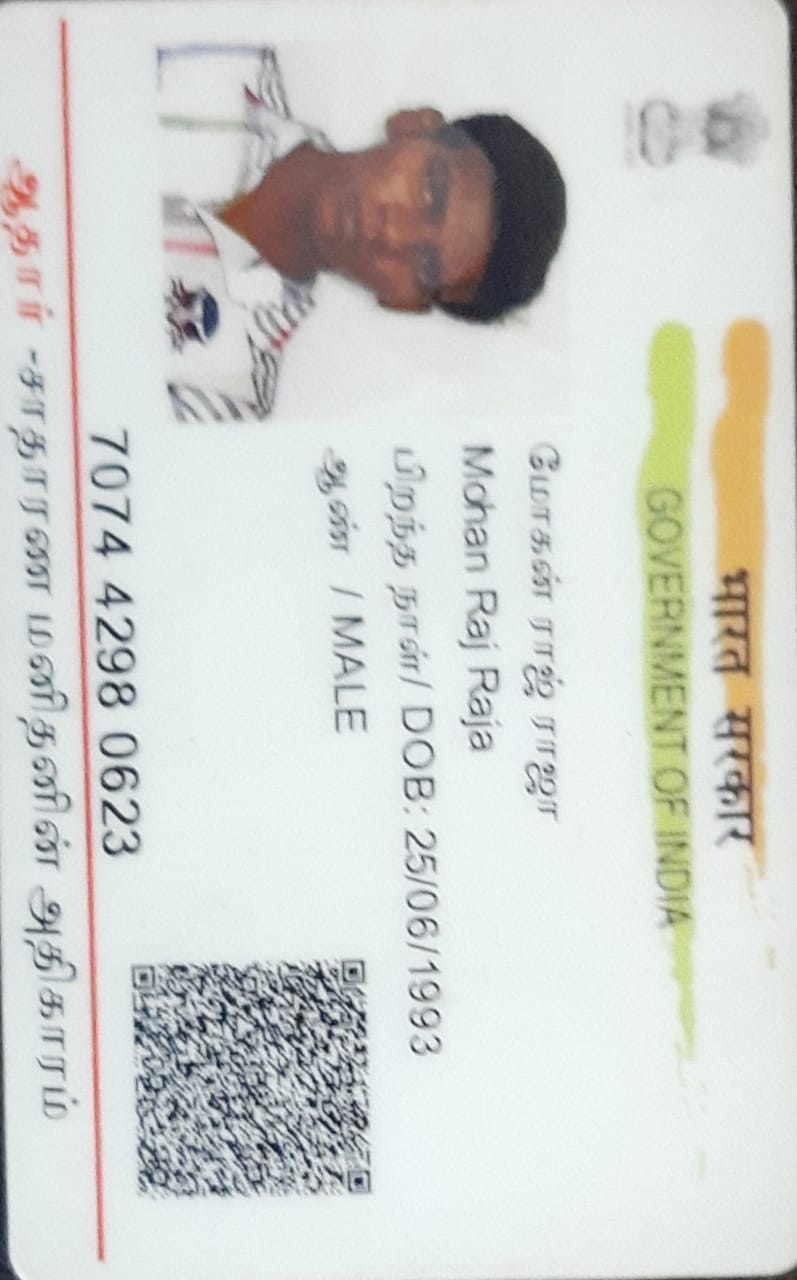 भारत सरकार
GOVERNMENT OF INDIA
மோகன் ராஜ் ராஜா
Mohan Raj Raja
பிறந்த நாள்/ DOB: 25/06/1993
ஆண் / MALE
7074 4298 0623
ஆதார் -சாதாரண மனிதனின் அதிகாரம்